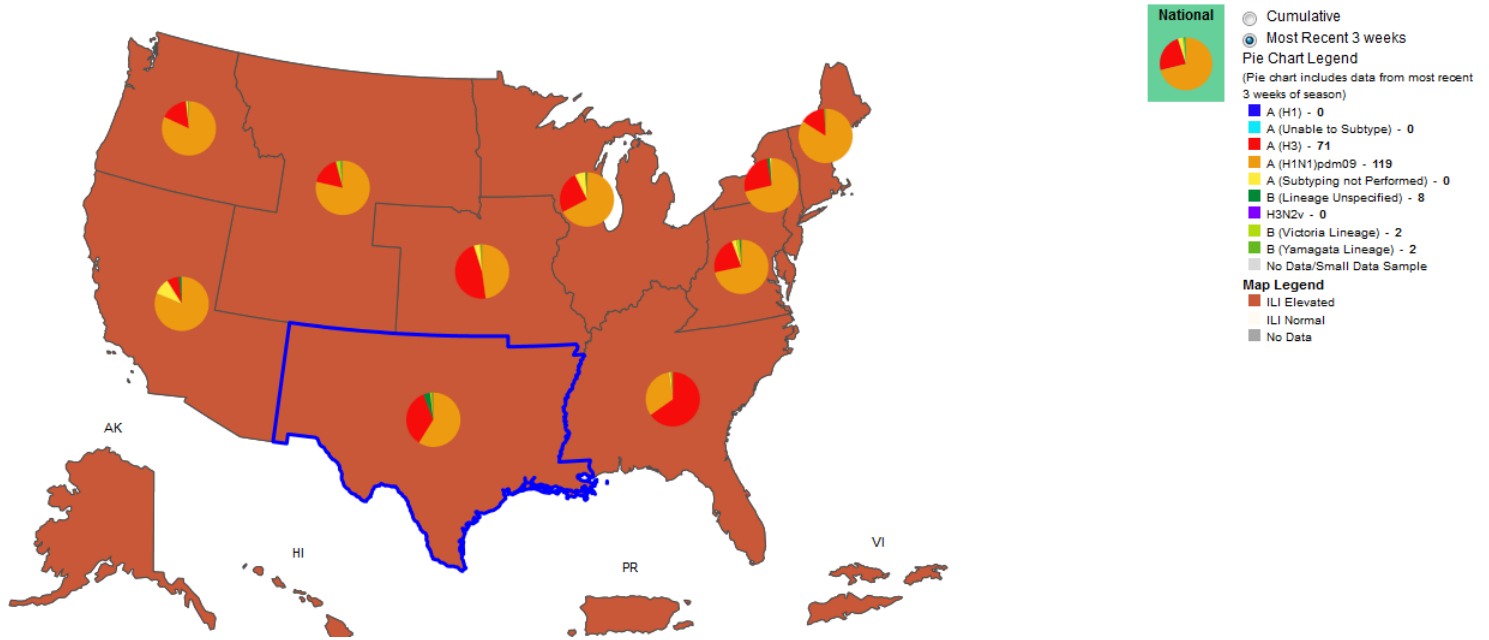 National
Cumulative
Most Recent 3 weeks
Pie Chart Legend
(Pie chart includes data from most recent
3 weeks of season)
A (H1) - 0
A (Unable to Subtype) - 0
A (H3) - 71
A (H1N1)pdm09 - 119
A (Subtyping not Performed) - 0
B (Lineage Unspecified) - 8
H3N2v - 0
B (Victoria Lineage) - 2
B (Yamagata Lineage) - 2
No Data/Small Data Sample
Map Legend
ILI Elevated
ILI Normal
No Data
AK
HI
PR
VI